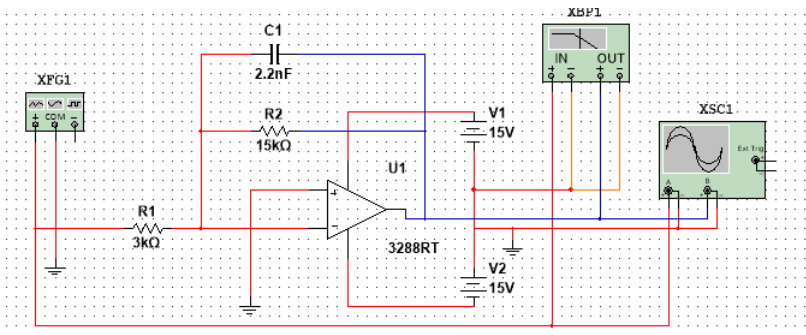 XBP1
C1
2.2nF
IN OUT
+ - + -
XFG1
+ COM -
R2
15kΩ
V1
15V
XSC1
Ext Trig
+
-
A B
+ - + -
U1
+
-
R1
3kΩ
3288RT
V2
15V